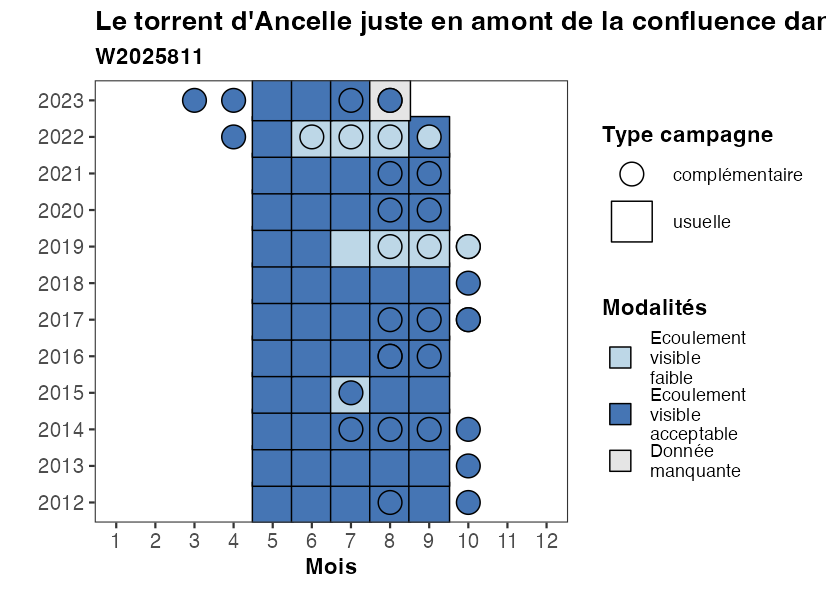 Le torrent d'Ancelle juste en amont de la confluence dan
W2025811
2023
2022
2021
2020
2019
2018
2017
2016
2015
2014
2013
2012
1 2 3 4 5 6 7 8 9 10 11 12
Mois
Type campagne
complémentaire
usuelle
Modalités
Ecoulement
visible
faible
Ecoulement
visible
acceptable
Donnée
manquante